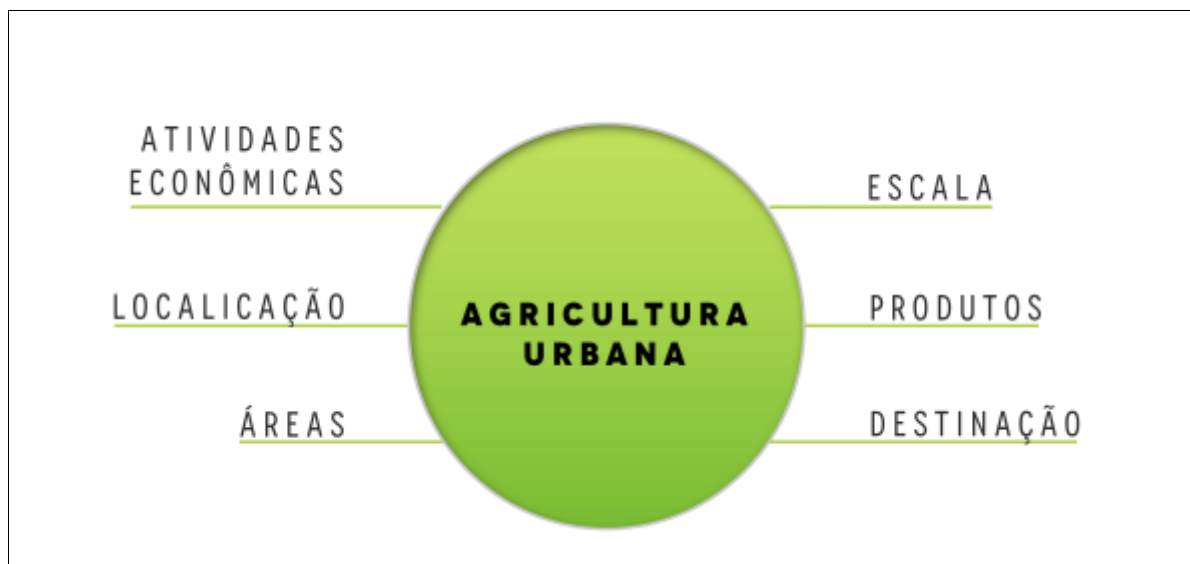 ATIVIDADES
ECONÔMICAS
LOCALICAÇÃO
ÁREAS
AGRICULTURA
URBANA
ESCALA
PRODUTOS
DESTINAÇÃO